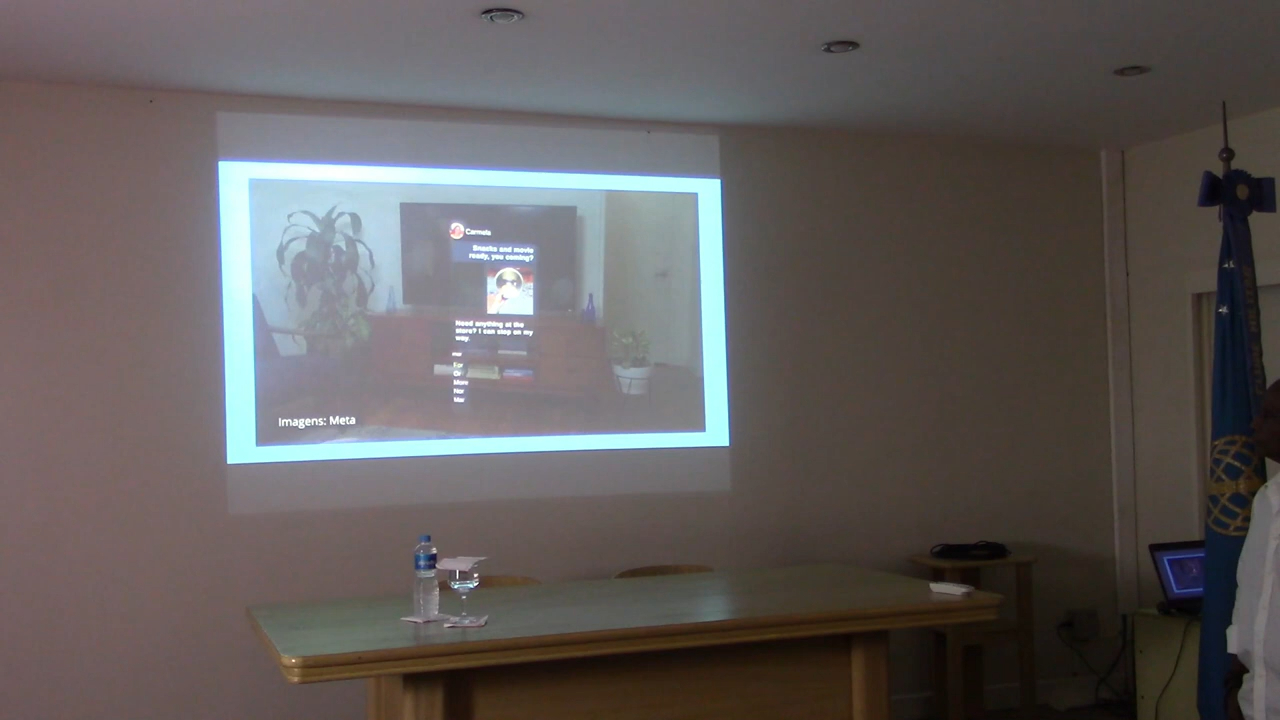 Carmela
Snacks and movie
ready, you coming?
Need anything at the
store? I can stop on my
way.
Imagens: Meta